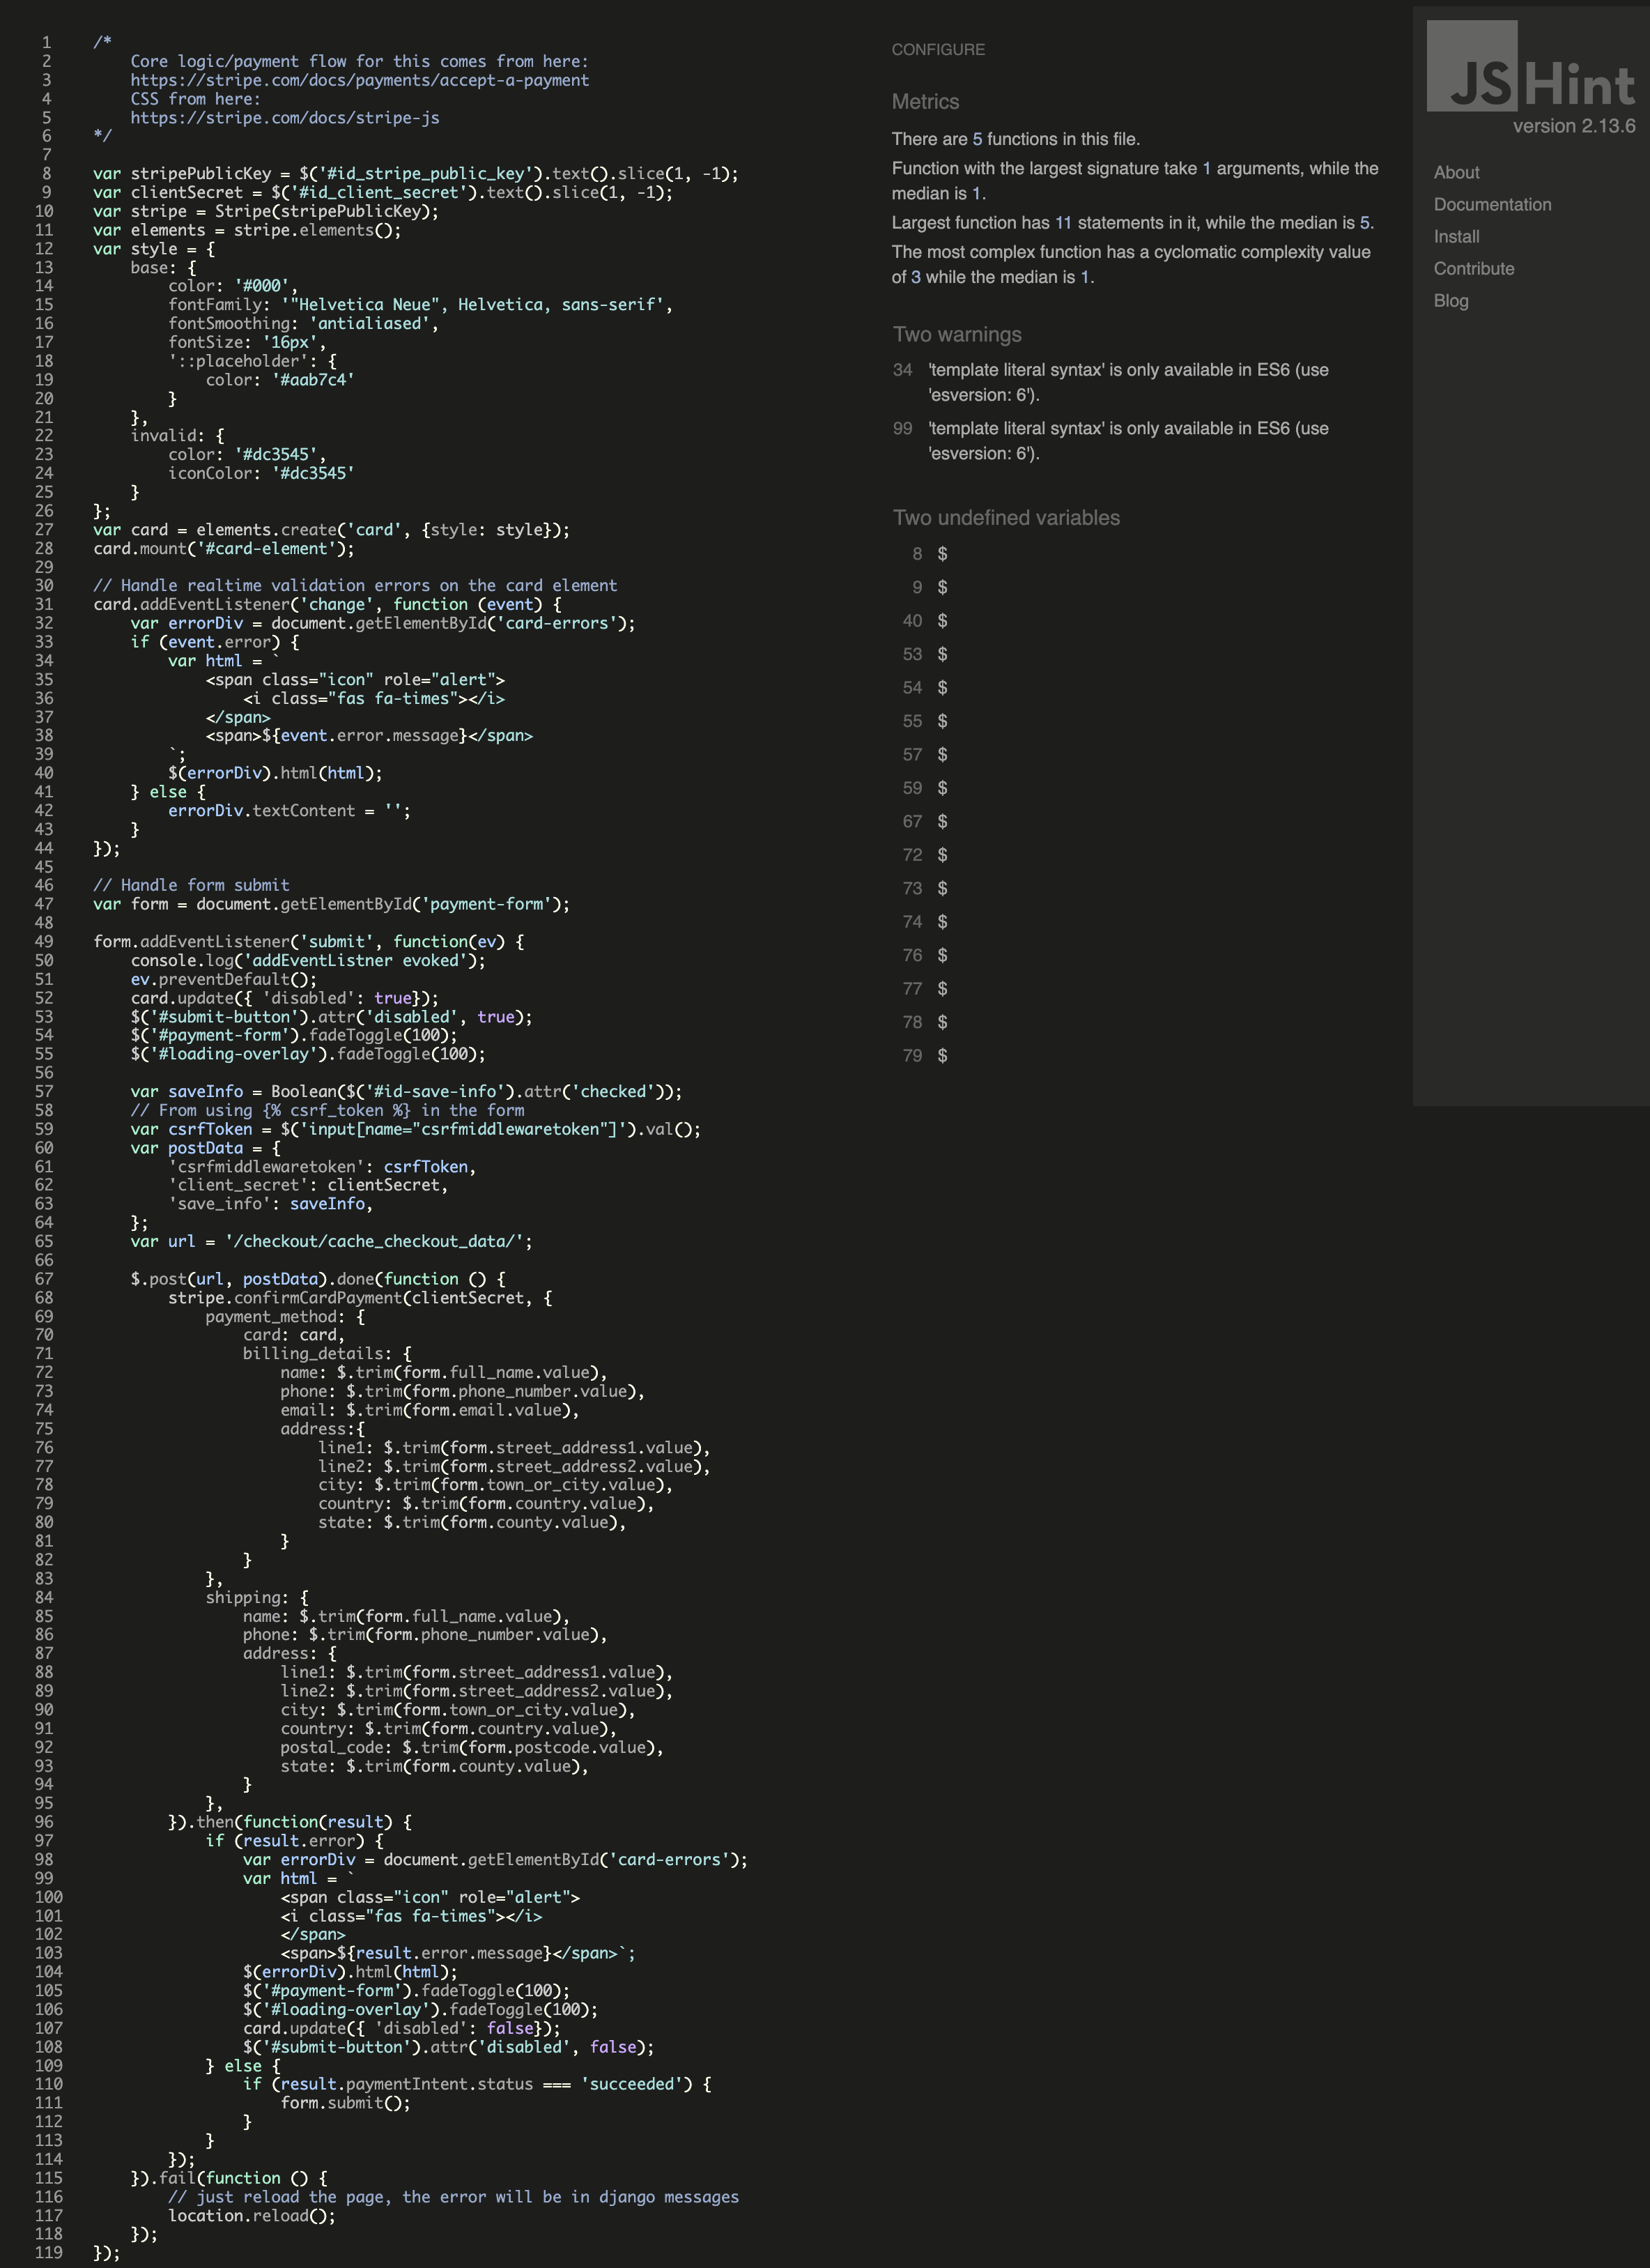 1 /*
2 Core logic/payment flow for this comes from here:
3 https://stripe.com/docs/payments/accept-a-payment
4 CSS from here:
5 https://stripe.com/docs/stripe-js
6 */
7
8 var stripePublicKey = $('#id_stripe_public_key').text().slice(1, -1);
9 var clientSecret = $('#id_client_secret').text().slice(1, -1);
10 var stripe = Stripe(stripePublicKey);
11 var elements = stripe.elements();
12 var style = {
13 base: {
14 color: '#000',
15 fontFamily: '"Helvetica Neue", Helvetica, sans-serif',
16 fontSmoothing: 'antialiased',
17 fontSize: '16px',
18 '::placeholder': {
19 color: '#aab7c4'
20 }
21 },
22 invalid: {
23 color: '#dc3545',
24 iconColor: '#dc3545'
25 }
26 };
27 var card = elements.create('card', {style: style});
28 card.mount('#card-element');
29
30 // Handle realtime validation errors on the card element
31 card.addEventListener('change', function (event) {
32 var errorDiv = document.getElementById('card-errors');
33 if (event.error) {
34 var html = `
35 <span class="icon" role="alert">
36 <i class="fas fa-times"></i>
37 </span>
38 <span>${event.error.message}</span>
39 `;
40 $(errorDiv).html(html);
41 } else {
42 errorDiv.textContent = '';
43 }
44 });
45
46 // Handle form submit
47 var form = document.getElementById('payment-form');
48
49 form.addEventListener('submit', function(ev) {
50 console.log('addEventListner evoked');
51 ev.preventDefault();
52 card.update({ 'disabled': true});
53 $('#submit-button').attr('disabled', true);
54 $('#payment-form').fadeToggle(100);
55 $('#loading-overlay').fadeToggle(100);
56
57 var saveInfo = Boolean($('#id-save-info').attr('checked'));
58 // From using {% csrf_token %} in the form
59 var csrfToken = $('input[name="csrfmiddlewaretoken"]').val();
60 var postData = {
61 'csrfmiddlewaretoken': csrfToken,
62 'client_secret': clientSecret,
63 'save_info': saveInfo,
64 };
65 var url = '/checkout/cache_checkout_data/';
66
67 $.post(url, postData).done(function () {
68 stripe.confirmCardPayment(clientSecret, {
69 payment_method: {
70 card: card,
71 billing_details: {
72 name: $.trim(form.full_name.value),
73 phone: $.trim(form.phone_number.value),
74 email: $.trim(form.email.value),
75 address:{
76 line1: $.trim(form.street_address1.value),
77 line2: $.trim(form.street_address2.value),
78 city: $.trim(form.town_or_city.value),
79 country: $.trim(form.country.value),
80 state: $.trim(form.county.value),
81 }
82 }
83 },
84 shipping: {
85 name: $.trim(form.full_name.value),
86 phone: $.trim(form.phone_number.value),
87 address: {
88 line1: $.trim(form.street_address1.value),
89 line2: $.trim(form.street_address2.value),
90 city: $.trim(form.town_or_city.value),
91 country: $.trim(form.country.value),
92 postal_code: $.trim(form.postcode.value),
93 state: $.trim(form.county.value),
94 }
95 },
96 }).then(function(result) {
97 if (result.error) {
98 var errorDiv = document.getElementById('card-errors');
99 var html = `
100 <span class="icon" role="alert">
101 <i class="fas fa-times"></i>
102 </span>
103 <span>${result.error.message}</span>`;
104 $(errorDiv).html(html);
105 $('#payment-form').fadeToggle(100);
106 $('#loading-overlay').fadeToggle(100);
107 card.update({ 'disabled': false});
108 $('#submit-button').attr('disabled', false);
109 } else {
110 if (result.paymentIntent.status === 'succeeded') {
111 form.submit();
112 }
113 }
114 });
115 }).fail(function () {
116 // just reload the page, the error will be in django messages
117 location.reload();
118 });
119 });
CONFIGURE
Metrics
There are 5 functions in this file.
Function with the largest signature take 1 arguments, while the
median is 1.
Largest function has 11 statements in it, while the median is 5.
The most complex function has a cyclomatic complexity value
of 3 while the median is 1.
Two warnings
34 'template literal syntax' is only available in ES6 (use
'esversion: 6').
99 'template literal syntax' is only available in ES6 (use
'esversion: 6').
Two undefined variables
8 $
9 $
40 $
53 $
54 $
55 $
57 $
59 $
67 $
72 $
73 $
74 $
76 $
77 $
78 $
79 $
JSHint
version 2.13.6
About
Documentation
Install
Contribute
Blog